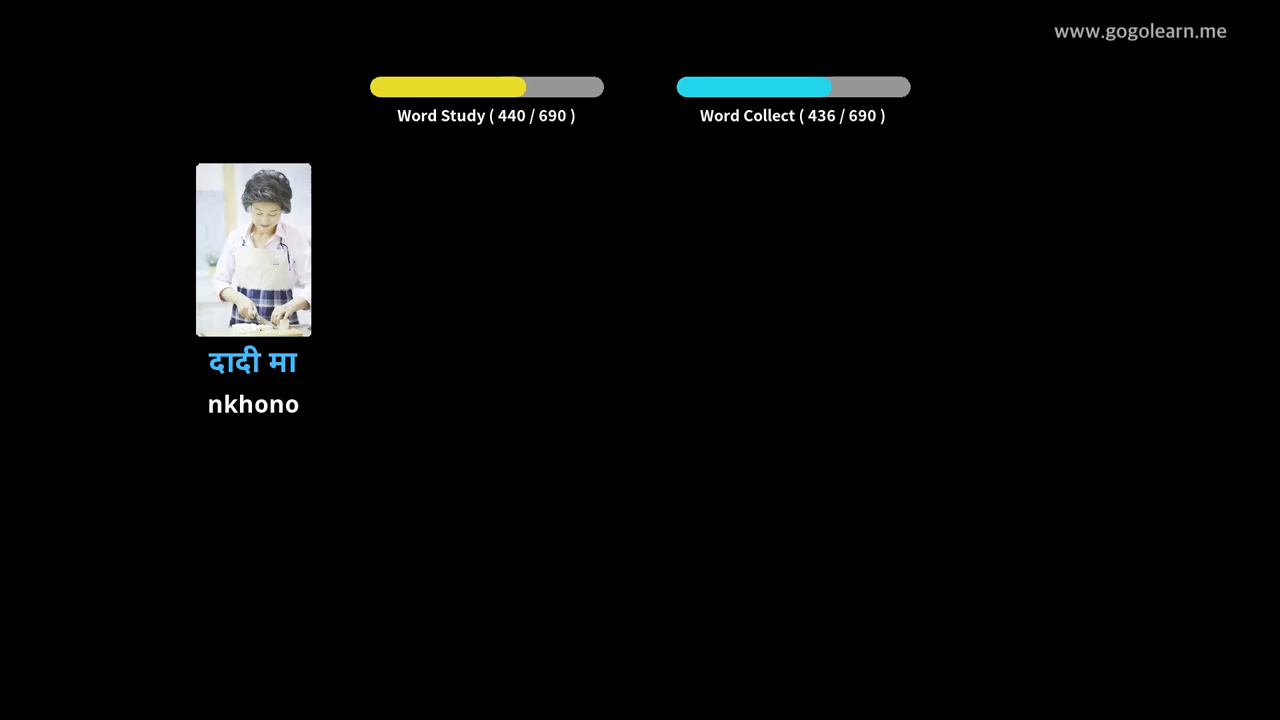 www.gogolearn.me
Word Study ( 440 / 690 )
Word Collect ( 436 / 690 )
दादी मा
nkhono